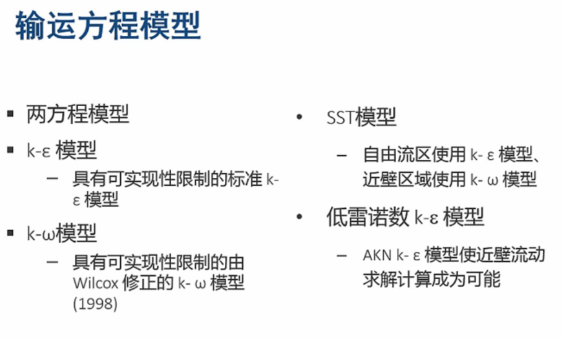 输运方程模型
▪ 两方程模型
▪ k-ε 模型
– 具有可实现性限制的标准 k-
ε 模型
▪ k-ω模型
– 具有可实现性限制的由
Wilcox 修正的 k- ω 模型
(1998)
• SST模型
– 自由流区使用 k- ε 模型、
近壁区域使用 k- ω 模型
• 低雷诺数 k-ε 模型
– AKN k- ε 模型使近壁流动
求解计算成为可能